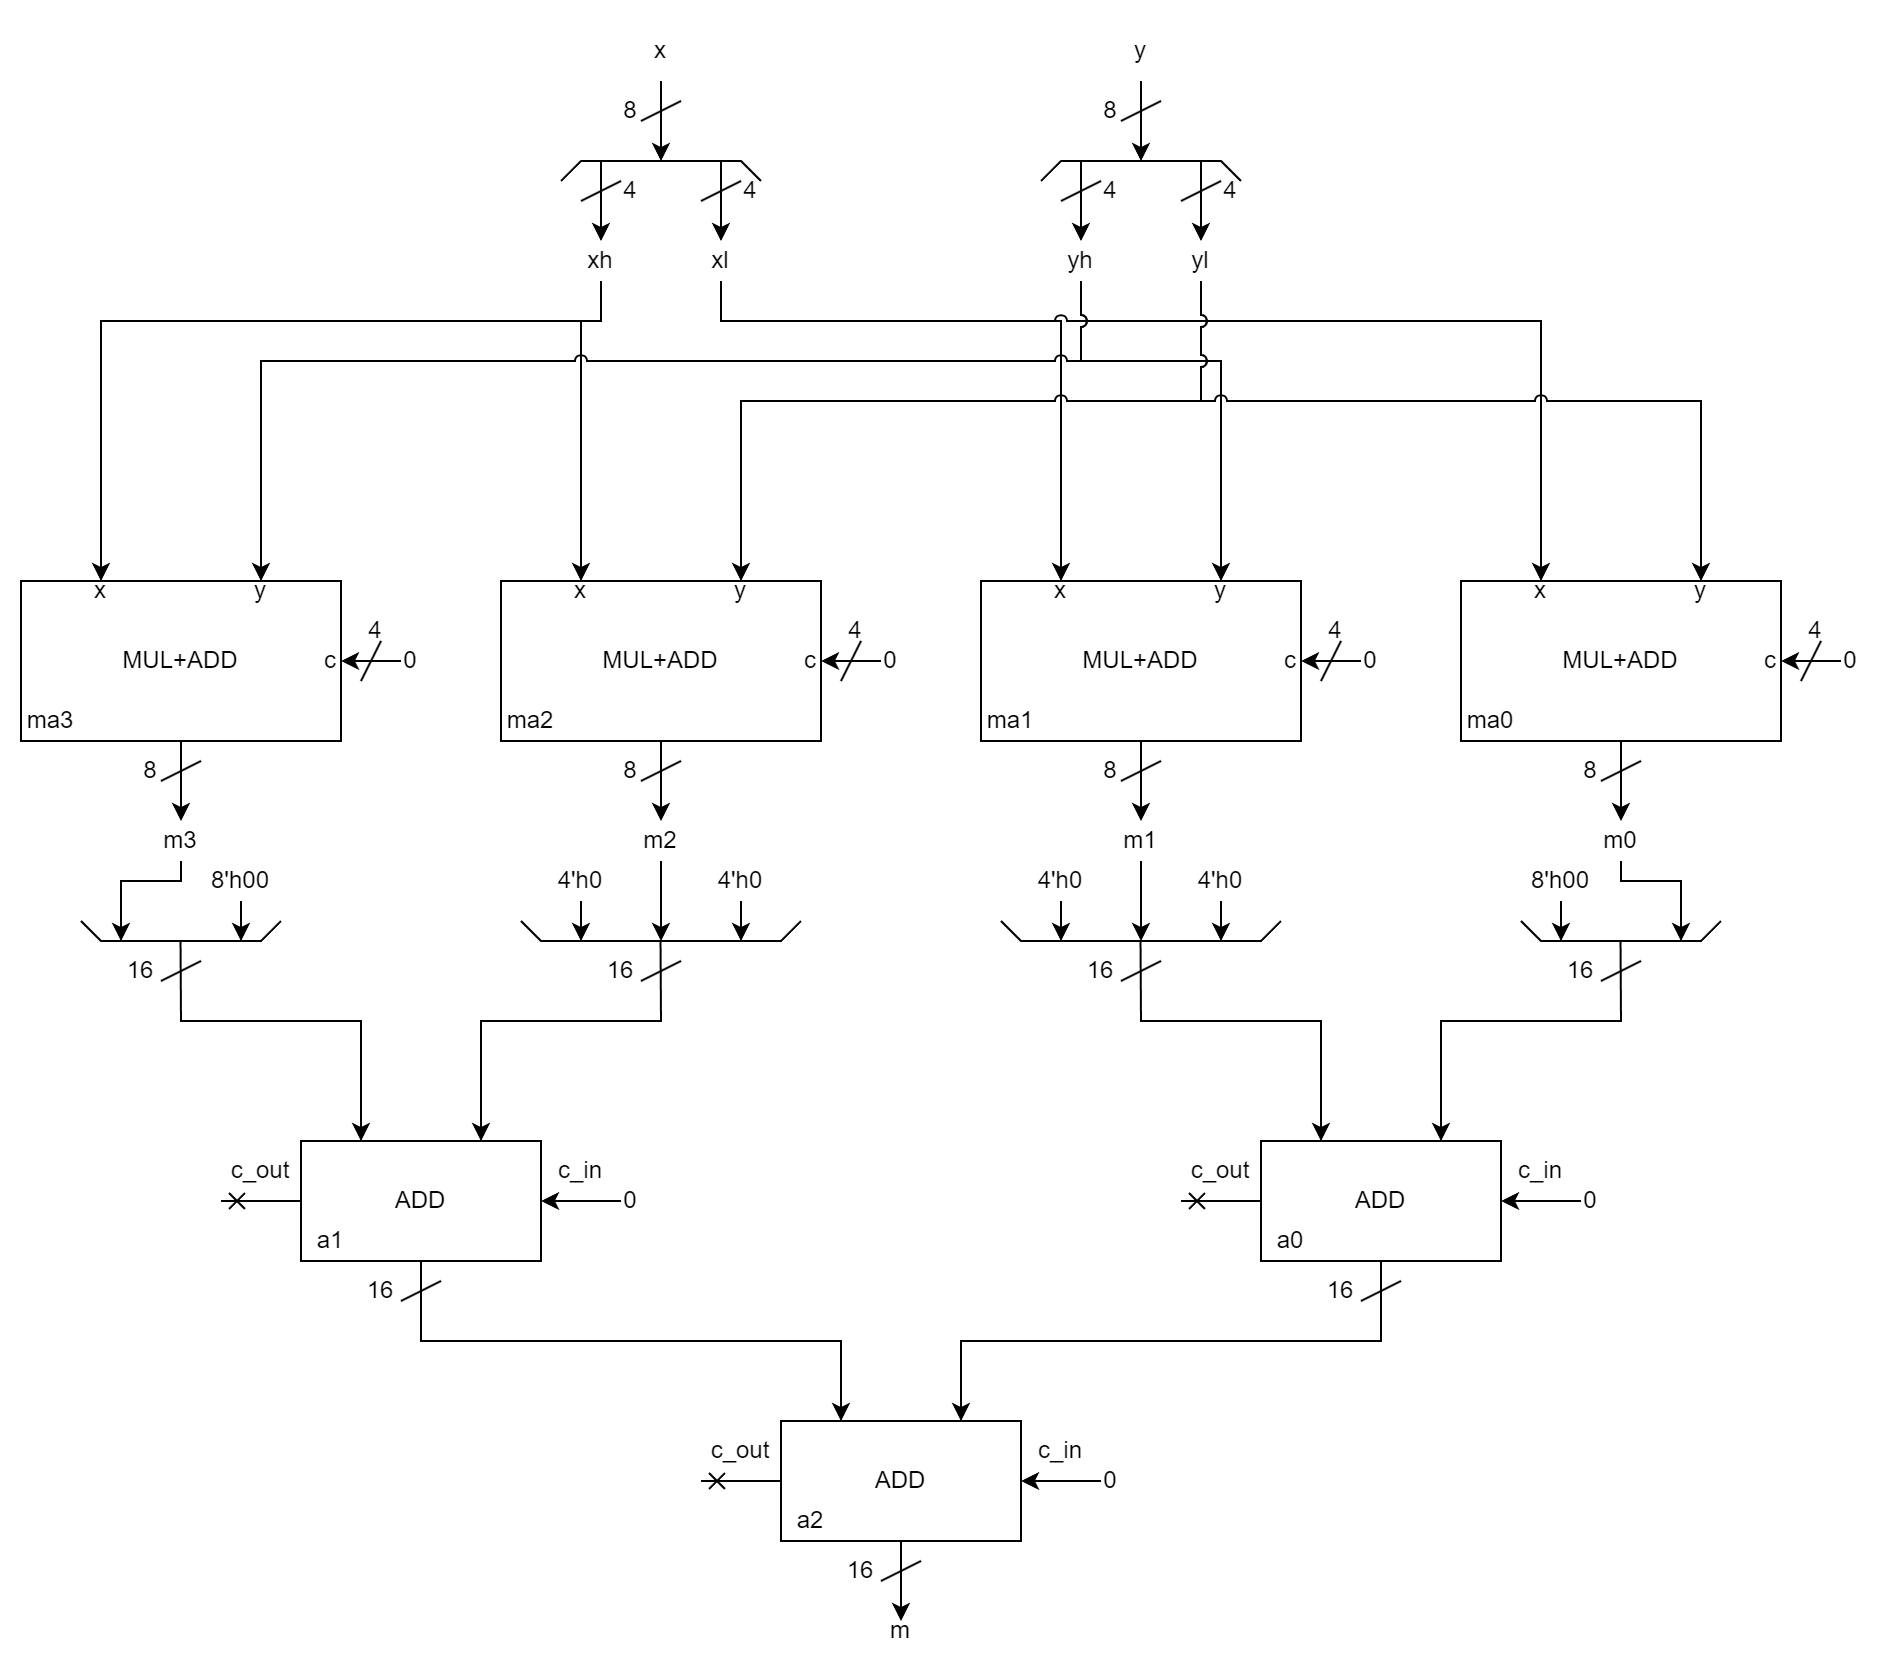 x y
8 8
4 4 4 4
xh xl yh yl
x y x y x y x y
4 4 4 4
MUL+ADD c 0 MUL+ADD c 0 MUL+ADD c 0 MUL+ADD c 0
ma3 ma2 ma1 ma0
8 8 8 8
m3 m2 m1 m0
8'h00 4'h0 4'h0 4'h0 4'h0 8'h00
16 16 16 16
c_out c_in c_out c_in
ADD 0 ADD 0
a1 a0
16 16
c_out c_in
ADD 0
a2
16
m